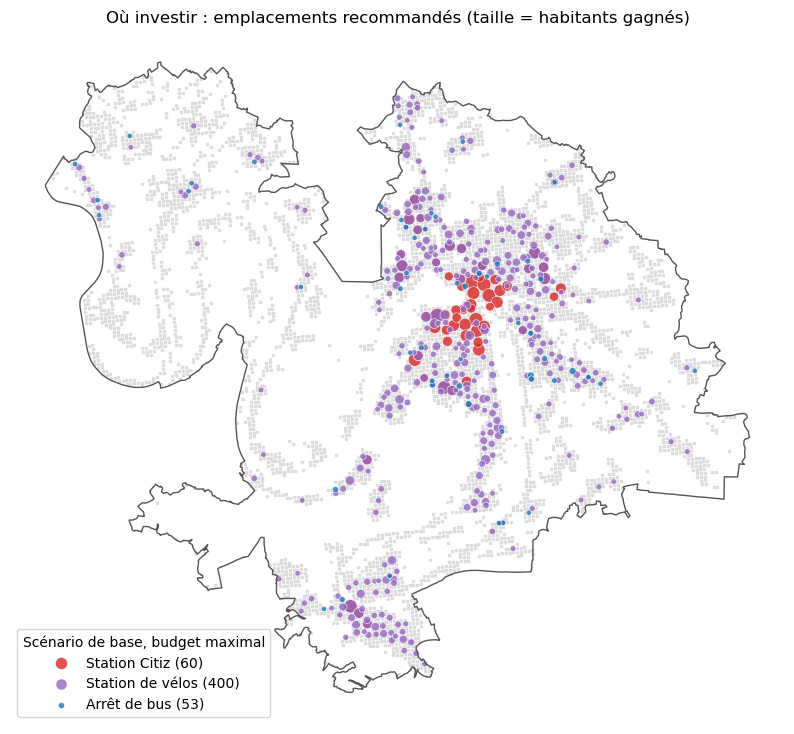 Où investir : emplacements recommandés (taille = habitants gagnés)
Scénario de base, budget maximal
Station Citiz (60)
Station de vélos (400)
Arrêt de bus (53)